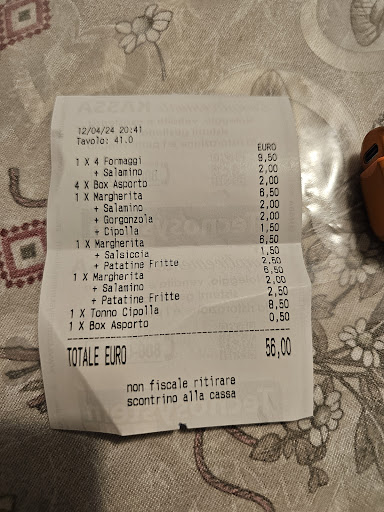 12/04/24 20:41
Tavolo: 41.0
EURO
1 X 4 Formaggi 9,50
+ Salamino 2,00
4 X Box Asporto 2,00
1 X Margherita 6,50
+ Salamino 2,00
+ Gorgonzola 2,00
+ Cipolla 1,50
1 X Margherita 6,50
+ Salsiccia 1,50
+ Patatine Fritte 2,50
1 X Margherita 6,50
+ Salamino 2,00
+ Patatine Fritte 2,50
1 X Tonno Cipolla 8,50
1 X Box Asporto 0,50
TOTALE EURO 56,00
non fiscale ritirare
scontrino alla cassa